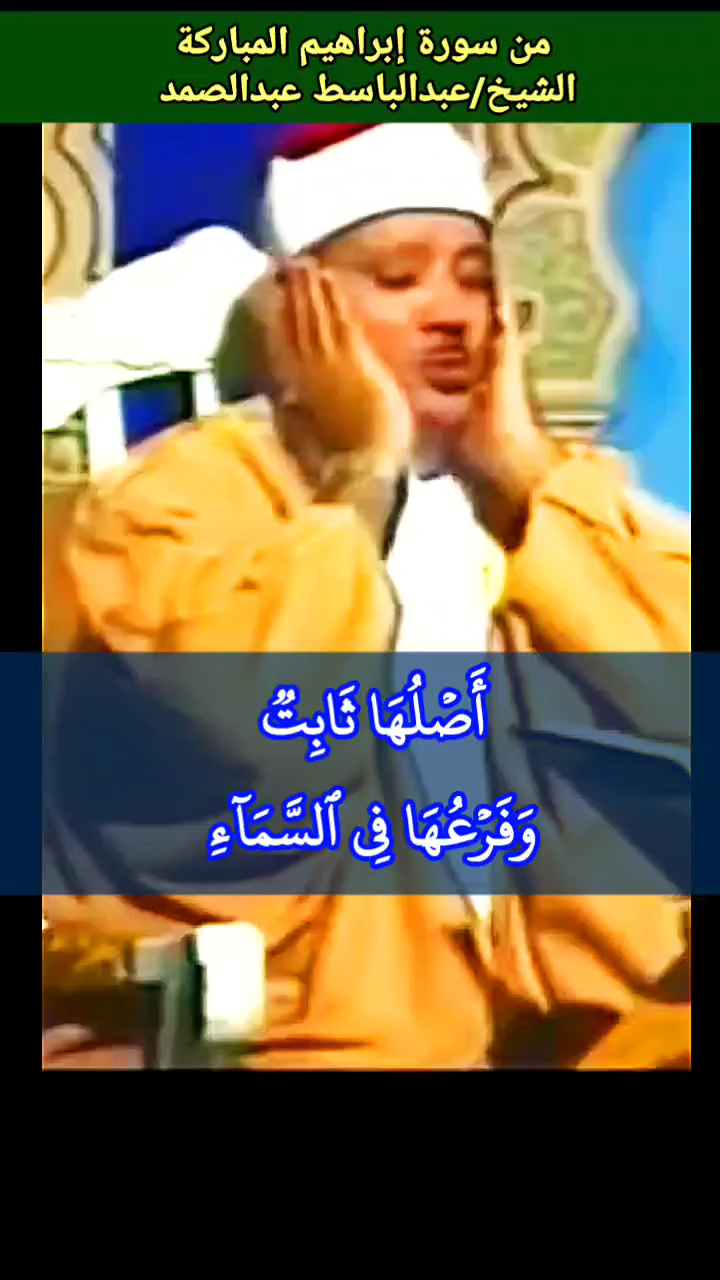 من سورة إبراهيم المباركة
الشيخ/عبدالباسط عبدالصمد
أَصْلُهَا ثَابِتٌ
وَفَرْعُهَا فِي ٱلسَّمَآءِ